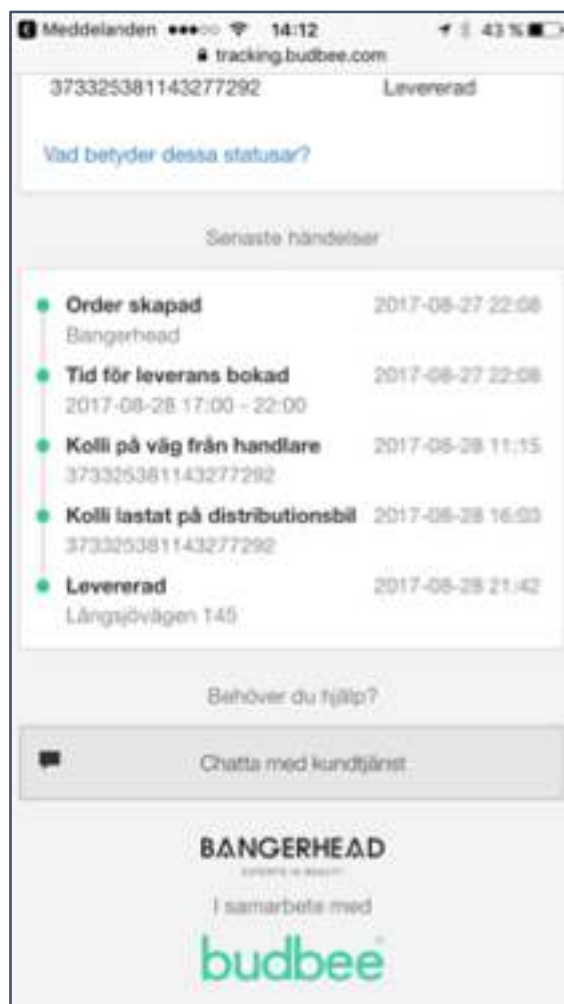 Meddelanden 14:12 43 %
tracking.budbee.com
373325381143277292 Levererad
Vad betyder dessa statusar?
Senaste händelser
Order skapad 2017-08-27 22:08
Bangerhead
Tid för leverans bokad 2017-08-27 22:08
2017-08-28 17:00 - 22:00
Kolli på väg från handlare 2017-08-28 11:15
373325381143277292
Kolli lastat på distributionsbil 2017-08-28 16:03
373325381143277292
Levererad 2017-08-28 21:42
Långsjövägen 145
Behöver du hjälp?
Chatta med kundtjänst
BANGERHEAD
EXPERTS IN BEAUTY
I samarbete med
budbee